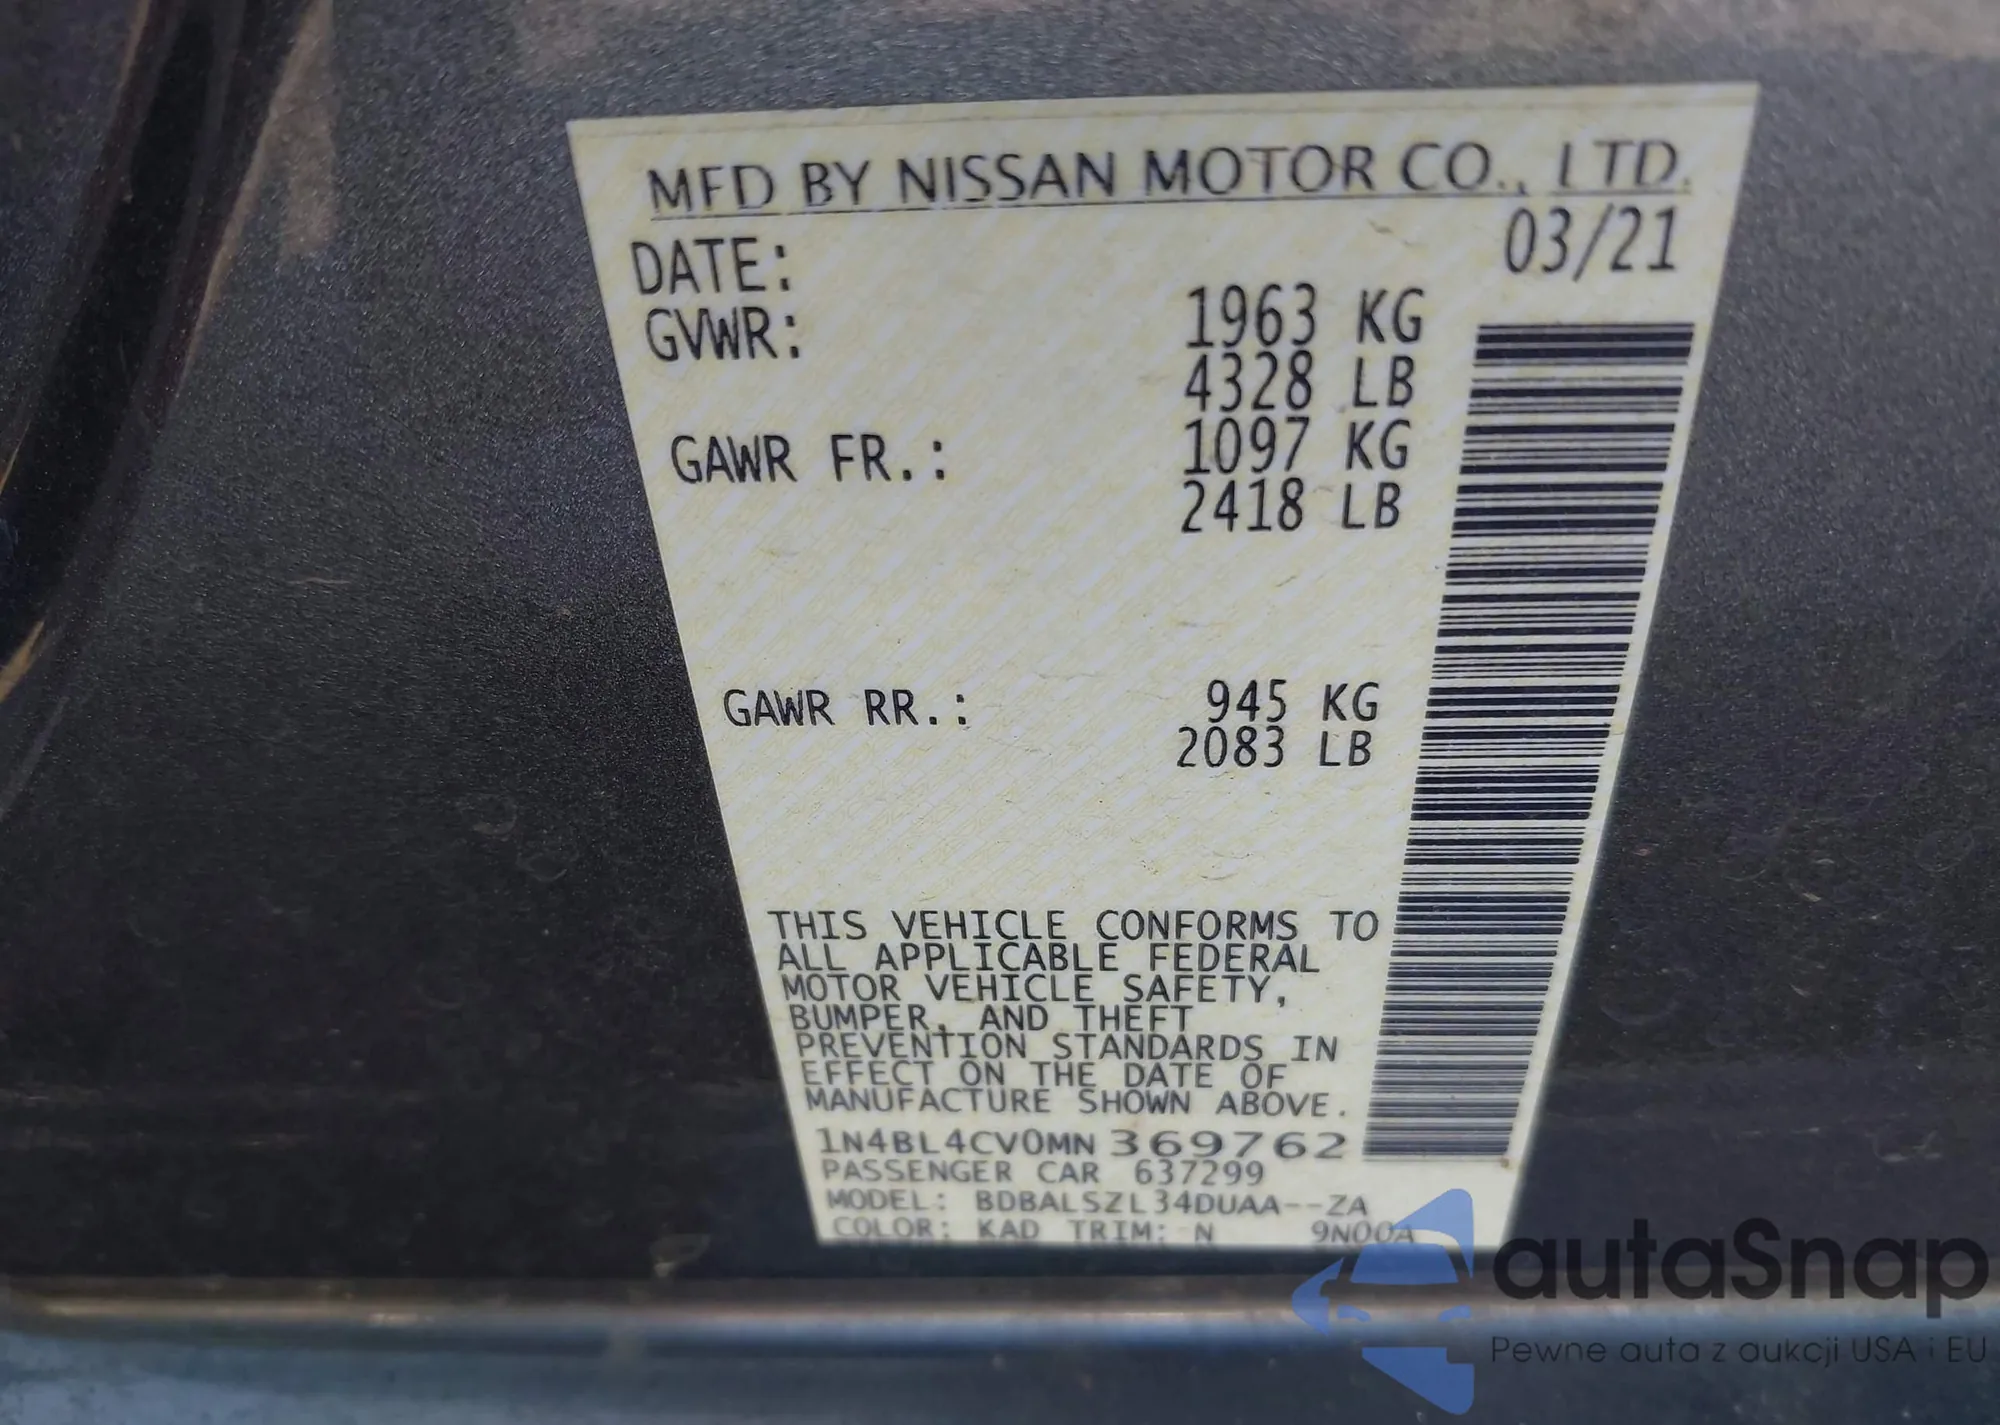 MFD BY NISSAN MOTOR CO., LTD.
DATE: 03/21
GVWR: 1963 KG
4328 LB
GAWR FR.: 1097 KG
2418 LB
GAWR RR.: 945 KG
2083 LB
THIS VEHICLE CONFORMS TO
ALL APPLICABLE FEDERAL
MOTOR VEHICLE SAFETY,
BUMPER, AND THEFT
PREVENTION STANDARDS IN
EFFECT ON THE DATE OF
MANUFACTURE SHOWN ABOVE.
1N4BL4CV0MN369762
PASSENGER CAR 637299
MODEL: BDBALSZL34DUAA--ZA
COLOR: KAD TRIM: N 9N00A
autaSnap
Pewne auta z aukcji USA i EU